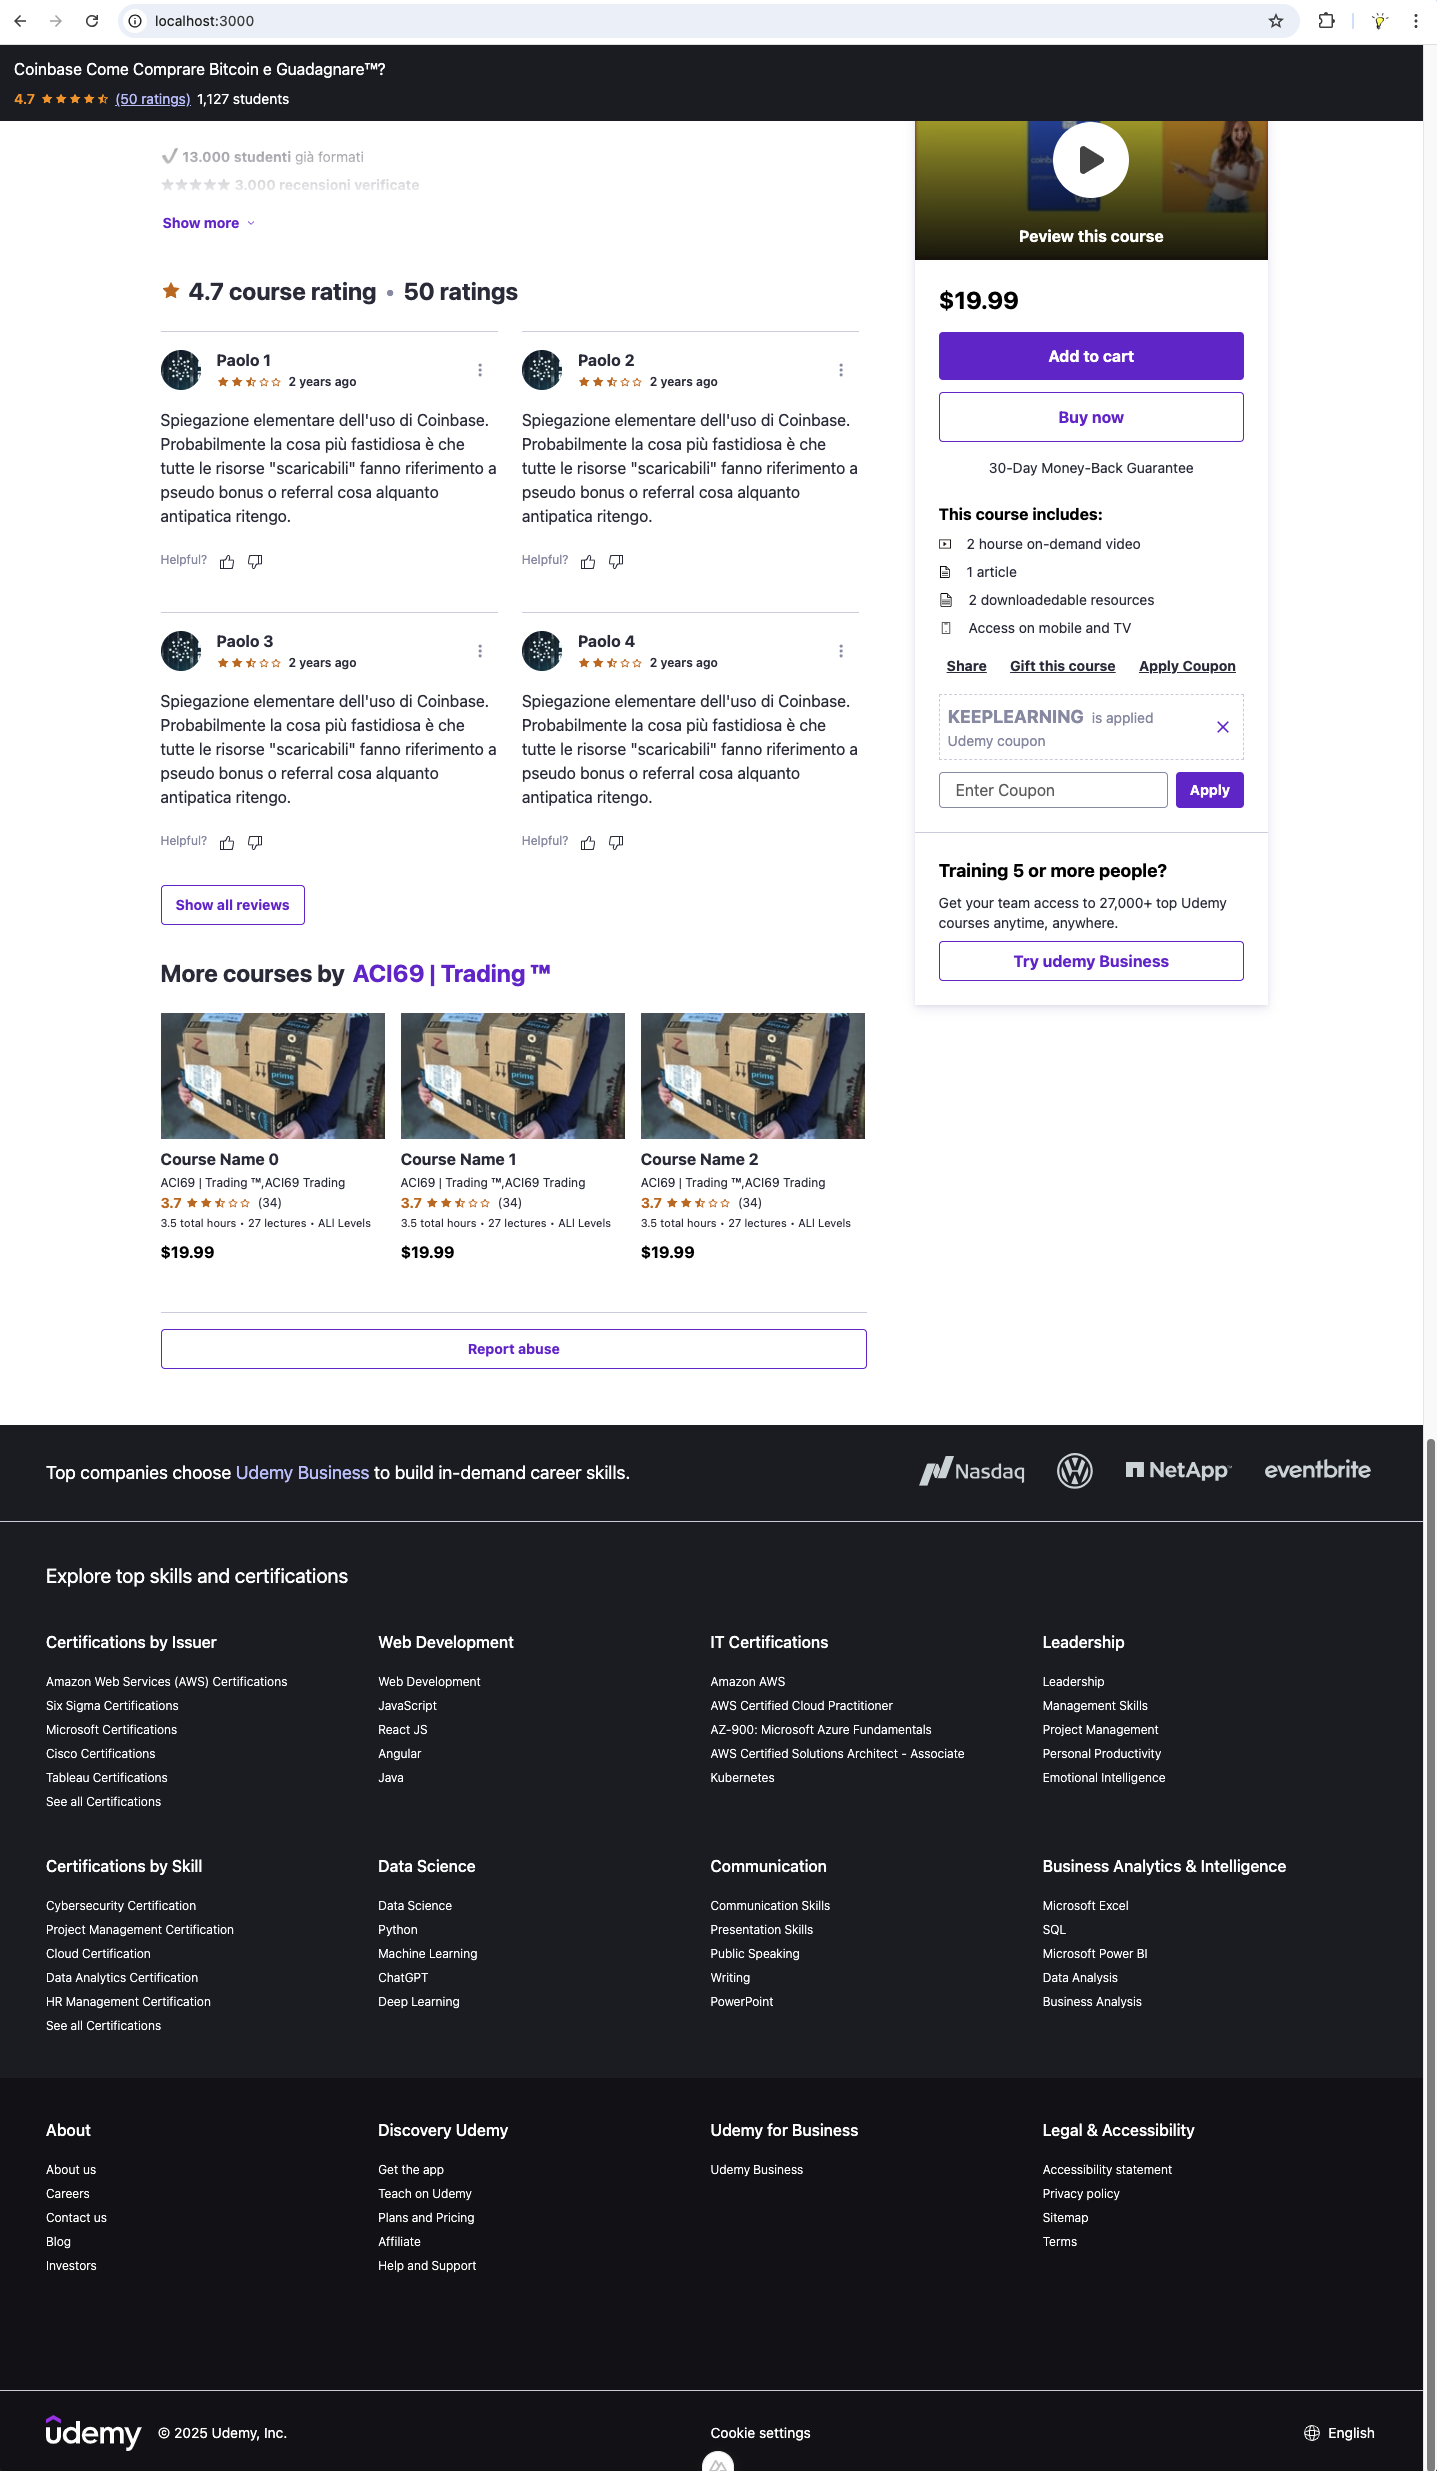 localhost:3000
Coinbase Come Comprare Bitcoin e Guadagnare™?
4.7 (50 ratings) 1,127 students
13.000 studenti già formati
3.000 recensioni verificate
Show more
4.7 course rating • 50 ratings
Paolo 1
2 years ago
Spiegazione elementare dell'uso di Coinbase.
Probabilmente la cosa più fastidiosa è che
tutte le risorse "scaricabili" fanno riferimento a
pseudo bonus o referral cosa alquanto
antipatica ritengo.
Helpful?
Paolo 2
2 years ago
Spiegazione elementare dell'uso di Coinbase.
Probabilmente la cosa più fastidiosa è che
tutte le risorse "scaricabili" fanno riferimento a
pseudo bonus o referral cosa alquanto
antipatica ritengo.
Helpful?
Paolo 3
2 years ago
Spiegazione elementare dell'uso di Coinbase.
Probabilmente la cosa più fastidiosa è che
tutte le risorse "scaricabili" fanno riferimento a
pseudo bonus o referral cosa alquanto
antipatica ritengo.
Helpful?
Paolo 4
2 years ago
Spiegazione elementare dell'uso di Coinbase.
Probabilmente la cosa più fastidiosa è che
tutte le risorse "scaricabili" fanno riferimento a
pseudo bonus o referral cosa alquanto
antipatica ritengo.
Helpful?
Show all reviews
More courses by ACI69 | Trading ™
prime
Course Name 0
ACI69 | Trading ™,ACI69 Trading
3.7 (34)
3.5 total hours • 27 lectures • ALI Levels
$19.99
prime
Course Name 1
ACI69 | Trading ™,ACI69 Trading
3.7 (34)
3.5 total hours • 27 lectures • ALI Levels
$19.99
prime
Course Name 2
ACI69 | Trading ™,ACI69 Trading
3.7 (34)
3.5 total hours • 27 lectures • ALI Levels
$19.99
Report abuse
Peview this course
$19.99
Add to cart
Buy now
30-Day Money-Back Guarantee
This course includes:
2 hourse on-demand video
1 article
2 downloadedable resources
Access on mobile and TV
Share Gift this course Apply Coupon
KEEPLEARNING is applied
Udemy coupon
Enter Coupon Apply
Training 5 or more people?
Get your team access to 27,000+ top Udemy
courses anytime, anywhere.
Try udemy Business
Top companies choose Udemy Business to build in-demand career skills.
Nasdaq NetApp™ eventbrite
Explore top skills and certifications
Certifications by Issuer
Amazon Web Services (AWS) Certifications
Six Sigma Certifications
Microsoft Certifications
Cisco Certifications
Tableau Certifications
See all Certifications
Web Development
Web Development
JavaScript
React JS
Angular
Java
IT Certifications
Amazon AWS
AWS Certified Cloud Practitioner
AZ-900: Microsoft Azure Fundamentals
AWS Certified Solutions Architect - Associate
Kubernetes
Leadership
Leadership
Management Skills
Project Management
Personal Productivity
Emotional Intelligence
Certifications by Skill
Cybersecurity Certification
Project Management Certification
Cloud Certification
Data Analytics Certification
HR Management Certification
See all Certifications
Data Science
Data Science
Python
Machine Learning
ChatGPT
Deep Learning
Communication
Communication Skills
Presentation Skills
Public Speaking
Writing
PowerPoint
Business Analytics & Intelligence
Microsoft Excel
SQL
Microsoft Power BI
Data Analysis
Business Analysis
About
About us
Careers
Contact us
Blog
Investors
Discovery Udemy
Get the app
Teach on Udemy
Plans and Pricing
Affiliate
Help and Support
Udemy for Business
Udemy Business
Legal & Accessibility
Accessibility statement
Privacy policy
Sitemap
Terms
udemy © 2025 Udemy, Inc.
Cookie settings
English